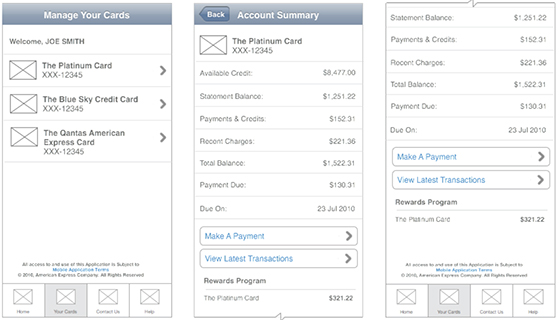 Manage Your Cards
Welcome, JOE SMITH
The Platinum Card
XXX-12345
The Blue Sky Credit Card
XXX-12345
The Qantas American
Express Card
XXX-12345
All access to and use of this Application is Subject to
Mobile Application Terms
© 2010, American Express Company. All Rights Reserved
Home Your Cards Contact Us Help
Back Account Summary
The Platinum Card
XXX-12345
Available Credit: $8,477.00
Statement Balance: $1,251.22
Payments & Credits: $152.31
Recent Charges: $221.36
Total Balance: $1,522.31
Payment Due: $130.31
Due On: 23 Jul 2010
Make A Payment
View Latest Transactions
Rewards Program
The Platinum Card $321.22
Statement Balance: $1,251.22
Payments & Credits: $152.31
Recent Charges: $221.36
Total Balance: $1,522.31
Payment Due: $130.31
Due On: 23 Jul 2010
Make A Payment
View Latest Transactions
Rewards Program
The Platinum Card $321.22
All access to and use of this Application is Subject to
Mobile Application Terms
© 2010, American Express Company. All Rights Reserved
Home Your Cards Contact Us Help